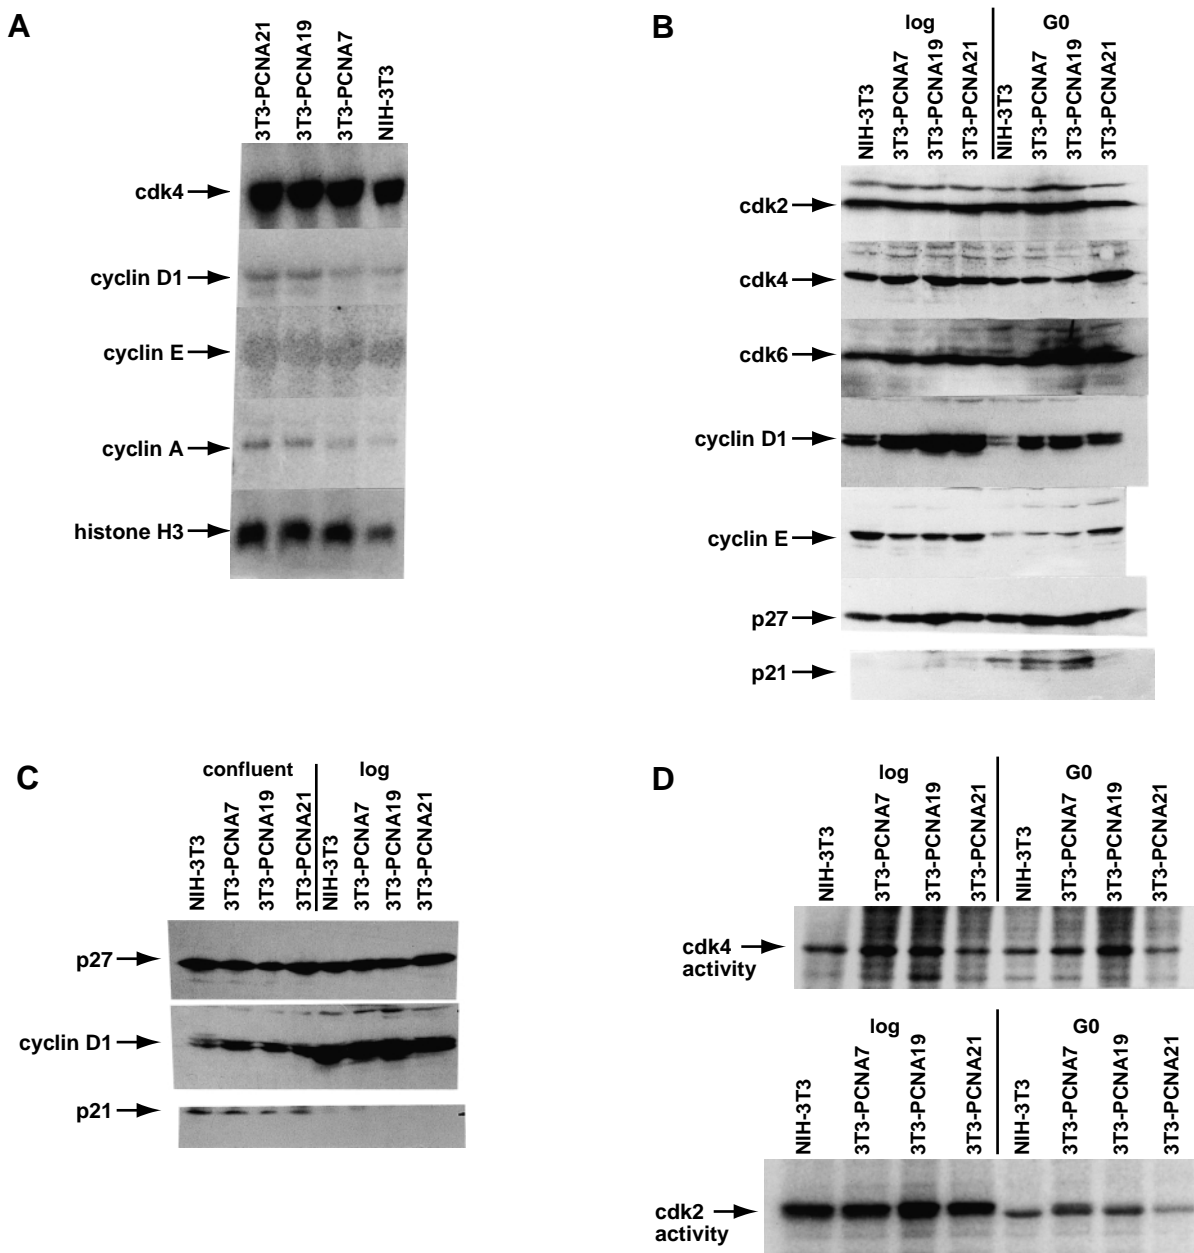 A
3T3-PCNA21
3T3-PCNA19
3T3-PCNA7
NIH-3T3
cdk4
cyclin D1
cyclin E
cyclin A
histone H3
B
log
G0
NIH-3T3
3T3-PCNA7
3T3-PCNA19
3T3-PCNA21
NIH-3T3
3T3-PCNA7
3T3-PCNA19
3T3-PCNA21
cdk2
cdk4
cdk6
cyclin D1
cyclin E
p27
p21
C
confluent
log
NIH-3T3
3T3-PCNA7
3T3-PCNA19
3T3-PCNA21
NIH-3T3
3T3-PCNA7
3T3-PCNA19
3T3-PCNA21
p27
cyclin D1
p21
D
log
G0
NIH-3T3
3T3-PCNA7
3T3-PCNA19
3T3-PCNA21
NIH-3T3
3T3-PCNA7
3T3-PCNA19
3T3-PCNA21
cdk4
activity
log
G0
NIH-3T3
3T3-PCNA7
3T3-PCNA19
3T3-PCNA21
NIH-3T3
3T3-PCNA7
3T3-PCNA19
3T3-PCNA21
cdk2
activity